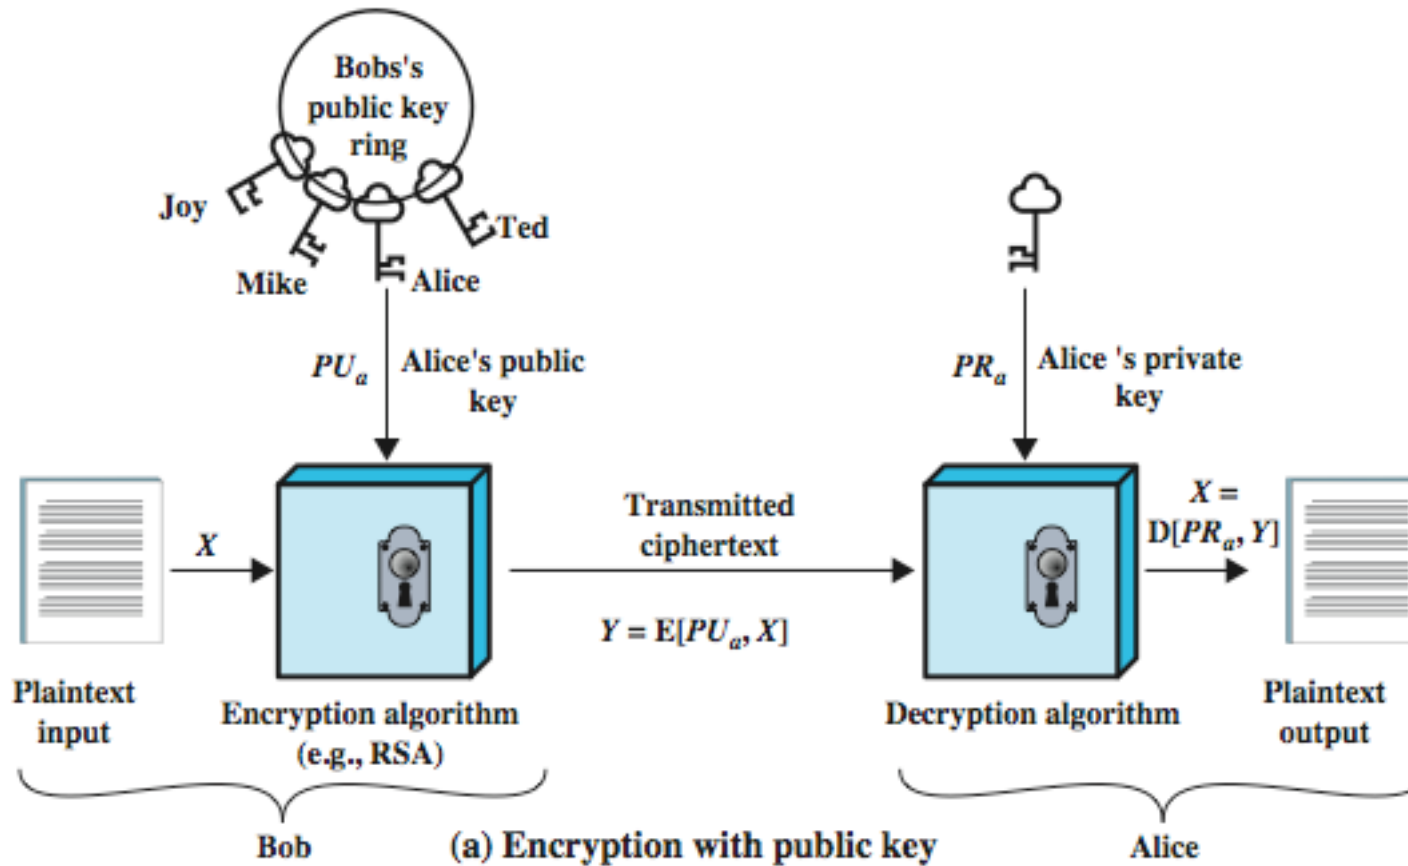 Bobs's
public key
ring
Joy
Ted
Mike
Alice
PUa
Alice's public
key
PRa
Alice 's private
key
X
Transmitted
ciphertext
X =
D[PRa, Y]
Y = E[PUa, X]
Plaintext
input
Encryption algorithm
(e.g., RSA)
Decryption algorithm
Plaintext
output
Bob
(a) Encryption with public key
Alice